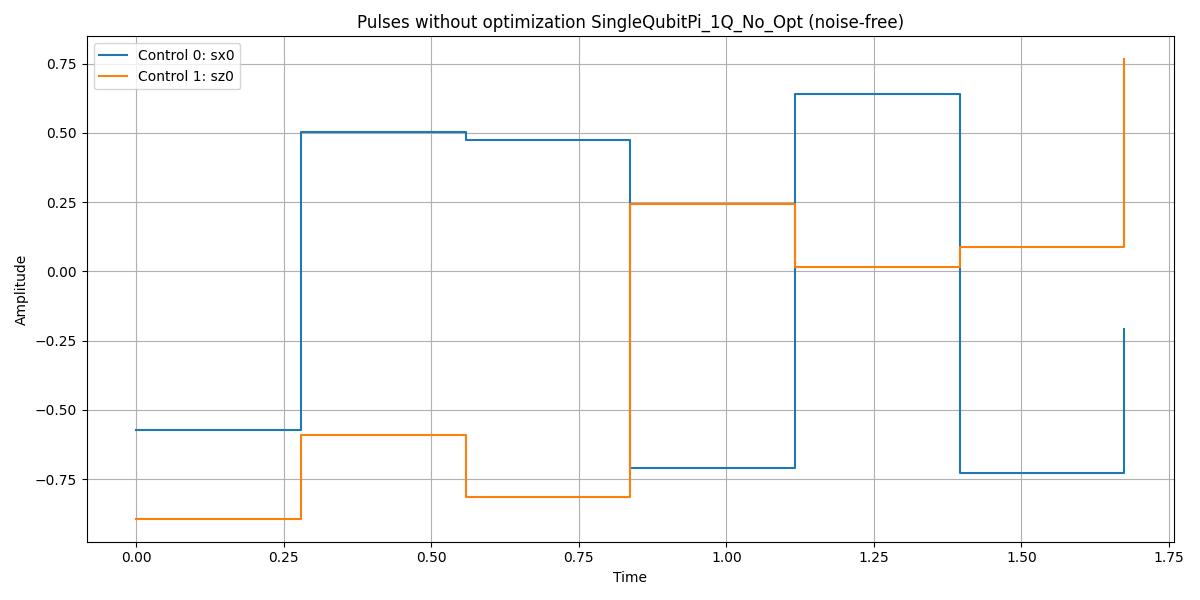 Pulses without optimization SingleQubitPi_1Q_No_Opt (noise-free)
Control 0: sx0
Control 1: sz0
Amplitude
0.75
0.50
0.25
0.00
−0.25
−0.50
−0.75
0.00 0.25 0.50 0.75 1.00 1.25 1.50 1.75
Time